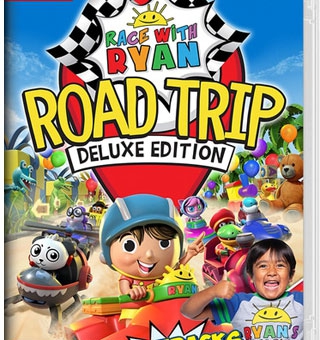 RACE WITH
RYAN
ROAD TRIP
DELUXE EDITION
RYAN
RYAN'S